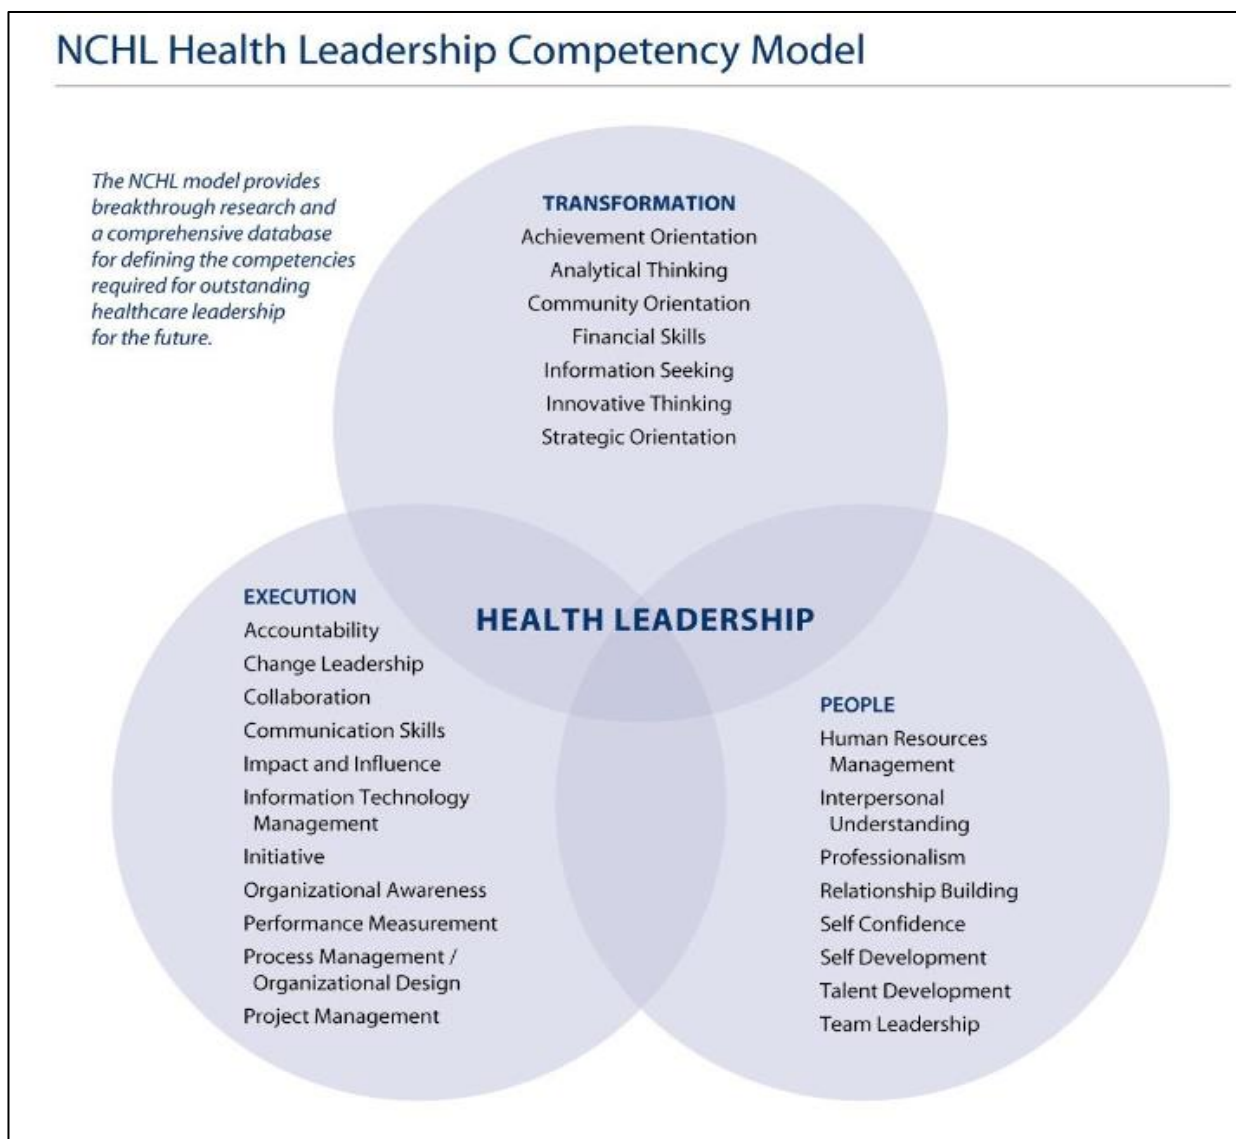 NCHL Health Leadership Competency Model
The NCHL model provides
breakthrough research and
a comprehensive database
for defining the competencies
required for outstanding
healthcare leadership
for the future.
TRANSFORMATION
Achievement Orientation
Analytical Thinking
Community Orientation
Financial Skills
Information Seeking
Innovative Thinking
Strategic Orientation
HEALTH LEADERSHIP
EXECUTION
Accountability
Change Leadership
Collaboration
Communication Skills
Impact and Influence
Information Technology
Management
Initiative
Organizational Awareness
Performance Measurement
Process Management /
Organizational Design
Project Management
PEOPLE
Human Resources
Management
Interpersonal
Understanding
Professionalism
Relationship Building
Self Confidence
Self Development
Talent Development
Team Leadership